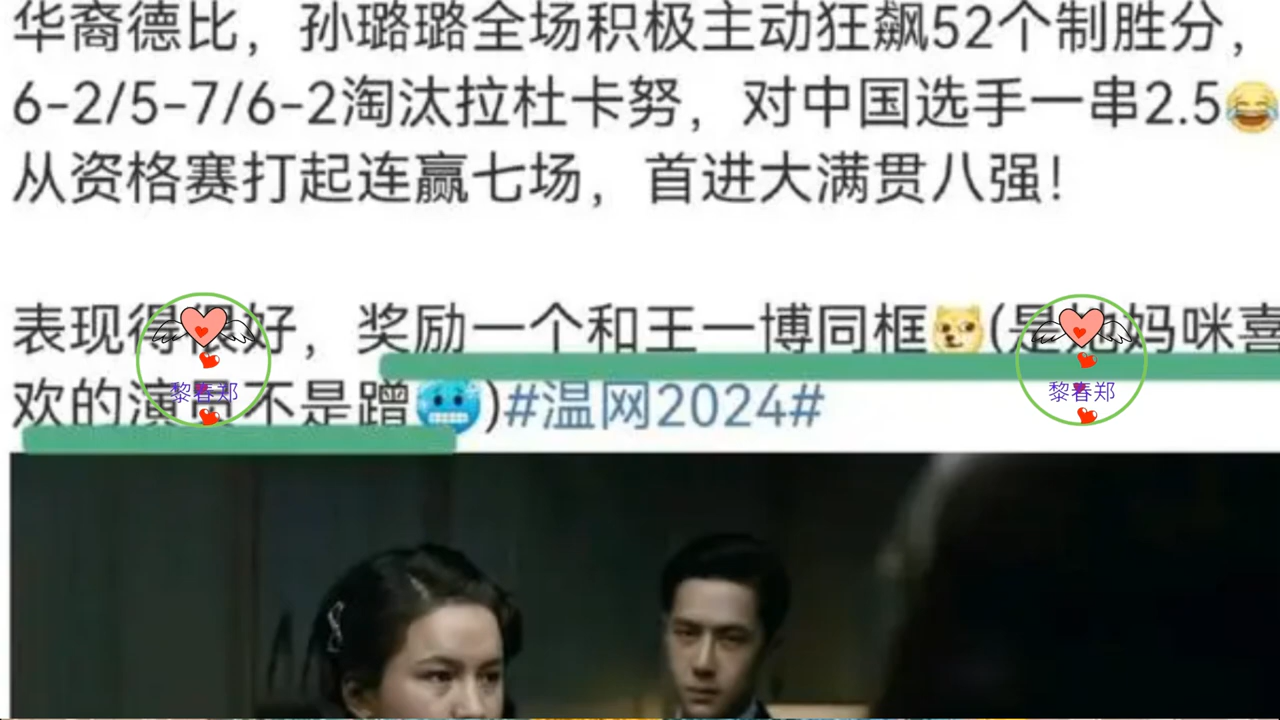 华裔德比，孙璐璐全场积极主动狂飙52个制胜分，
6-2/5-7/6-2淘汰拉杜卡努，对中国选手一串2.5😂
从资格赛打起连赢七场，首进大满贯八强！
表现得很好，奖励一个和王一博同框(是她妈咪喜
欢的演员不是蹭🥶)#温网2024#
黎春郑
黎春郑